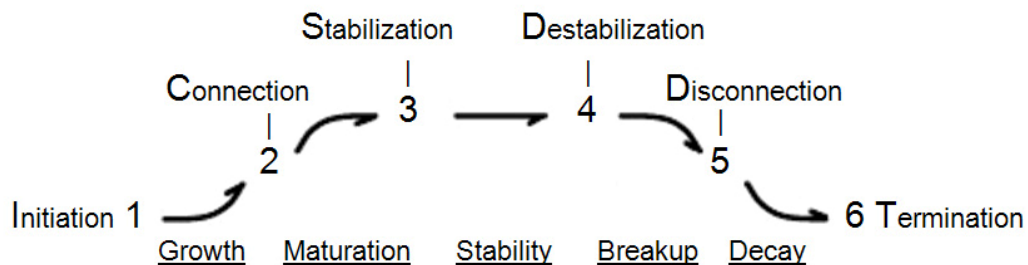 Stabilization
Destabilization
Connection
3
4
Disconnection
2
5
Initiation 1
6 Termination
Growth
Maturation
Stability
Breakup
Decay